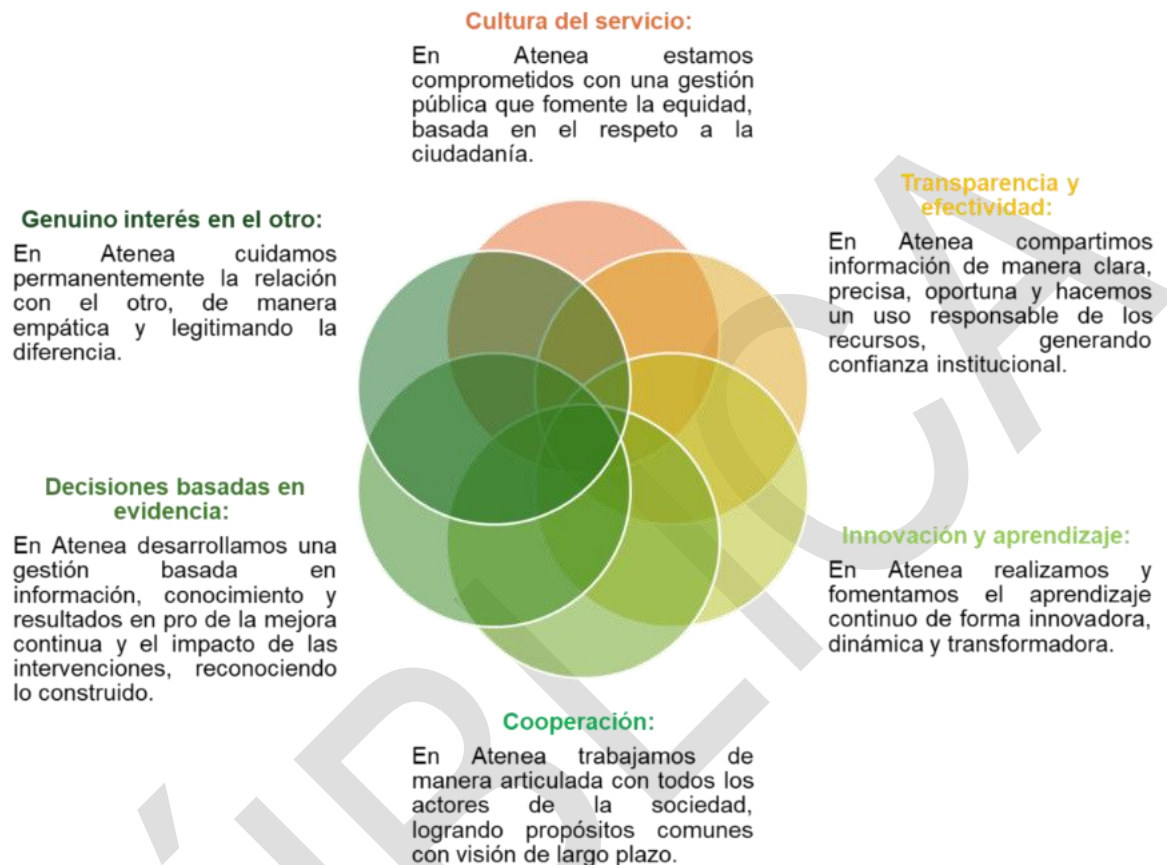 Cultura del servicio:
En Atenea estamos
comprometidos con una gestión
pública que fomente la equidad,
basada en el respeto a la
ciudadanía.
Transparencia y
efectividad:
En Atenea compartimos
información de manera clara,
precisa, oportuna y hacemos
un uso responsable de los
recursos, generando
confianza institucional.
Innovación y aprendizaje:
En Atenea realizamos y
fomentamos el aprendizaje
continuo de forma innovadora,
dinámica y transformadora.
Cooperación:
En Atenea trabajamos de
manera articulada con todos los
actores de la sociedad,
logrando propósitos comunes
con visión de largo plazo.
Decisiones basadas en
evidencia:
En Atenea desarrollamos una
gestión basada en
información, conocimiento y
resultados en pro de la mejora
continua y el impacto de las
intervenciones, reconociendo
lo construido.
Genuino interés en el otro:
En Atenea cuidamos
permanentemente la relación
con el otro, de manera
empática y legitimando la
diferencia.